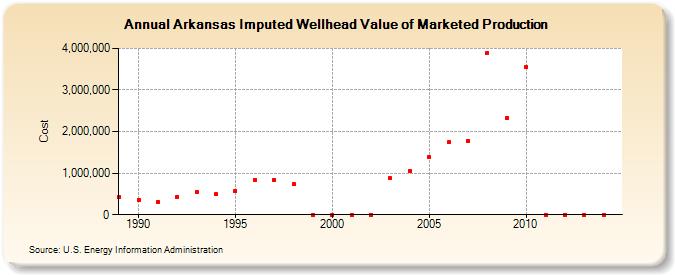 Annual Arkansas Imputed Wellhead Value of Marketed Production
4,000,000
3,000,000
2,000,000
1,000,000
0
Cost
1990 1995 2000 2005 2010
Source: U.S. Energy Information Administration